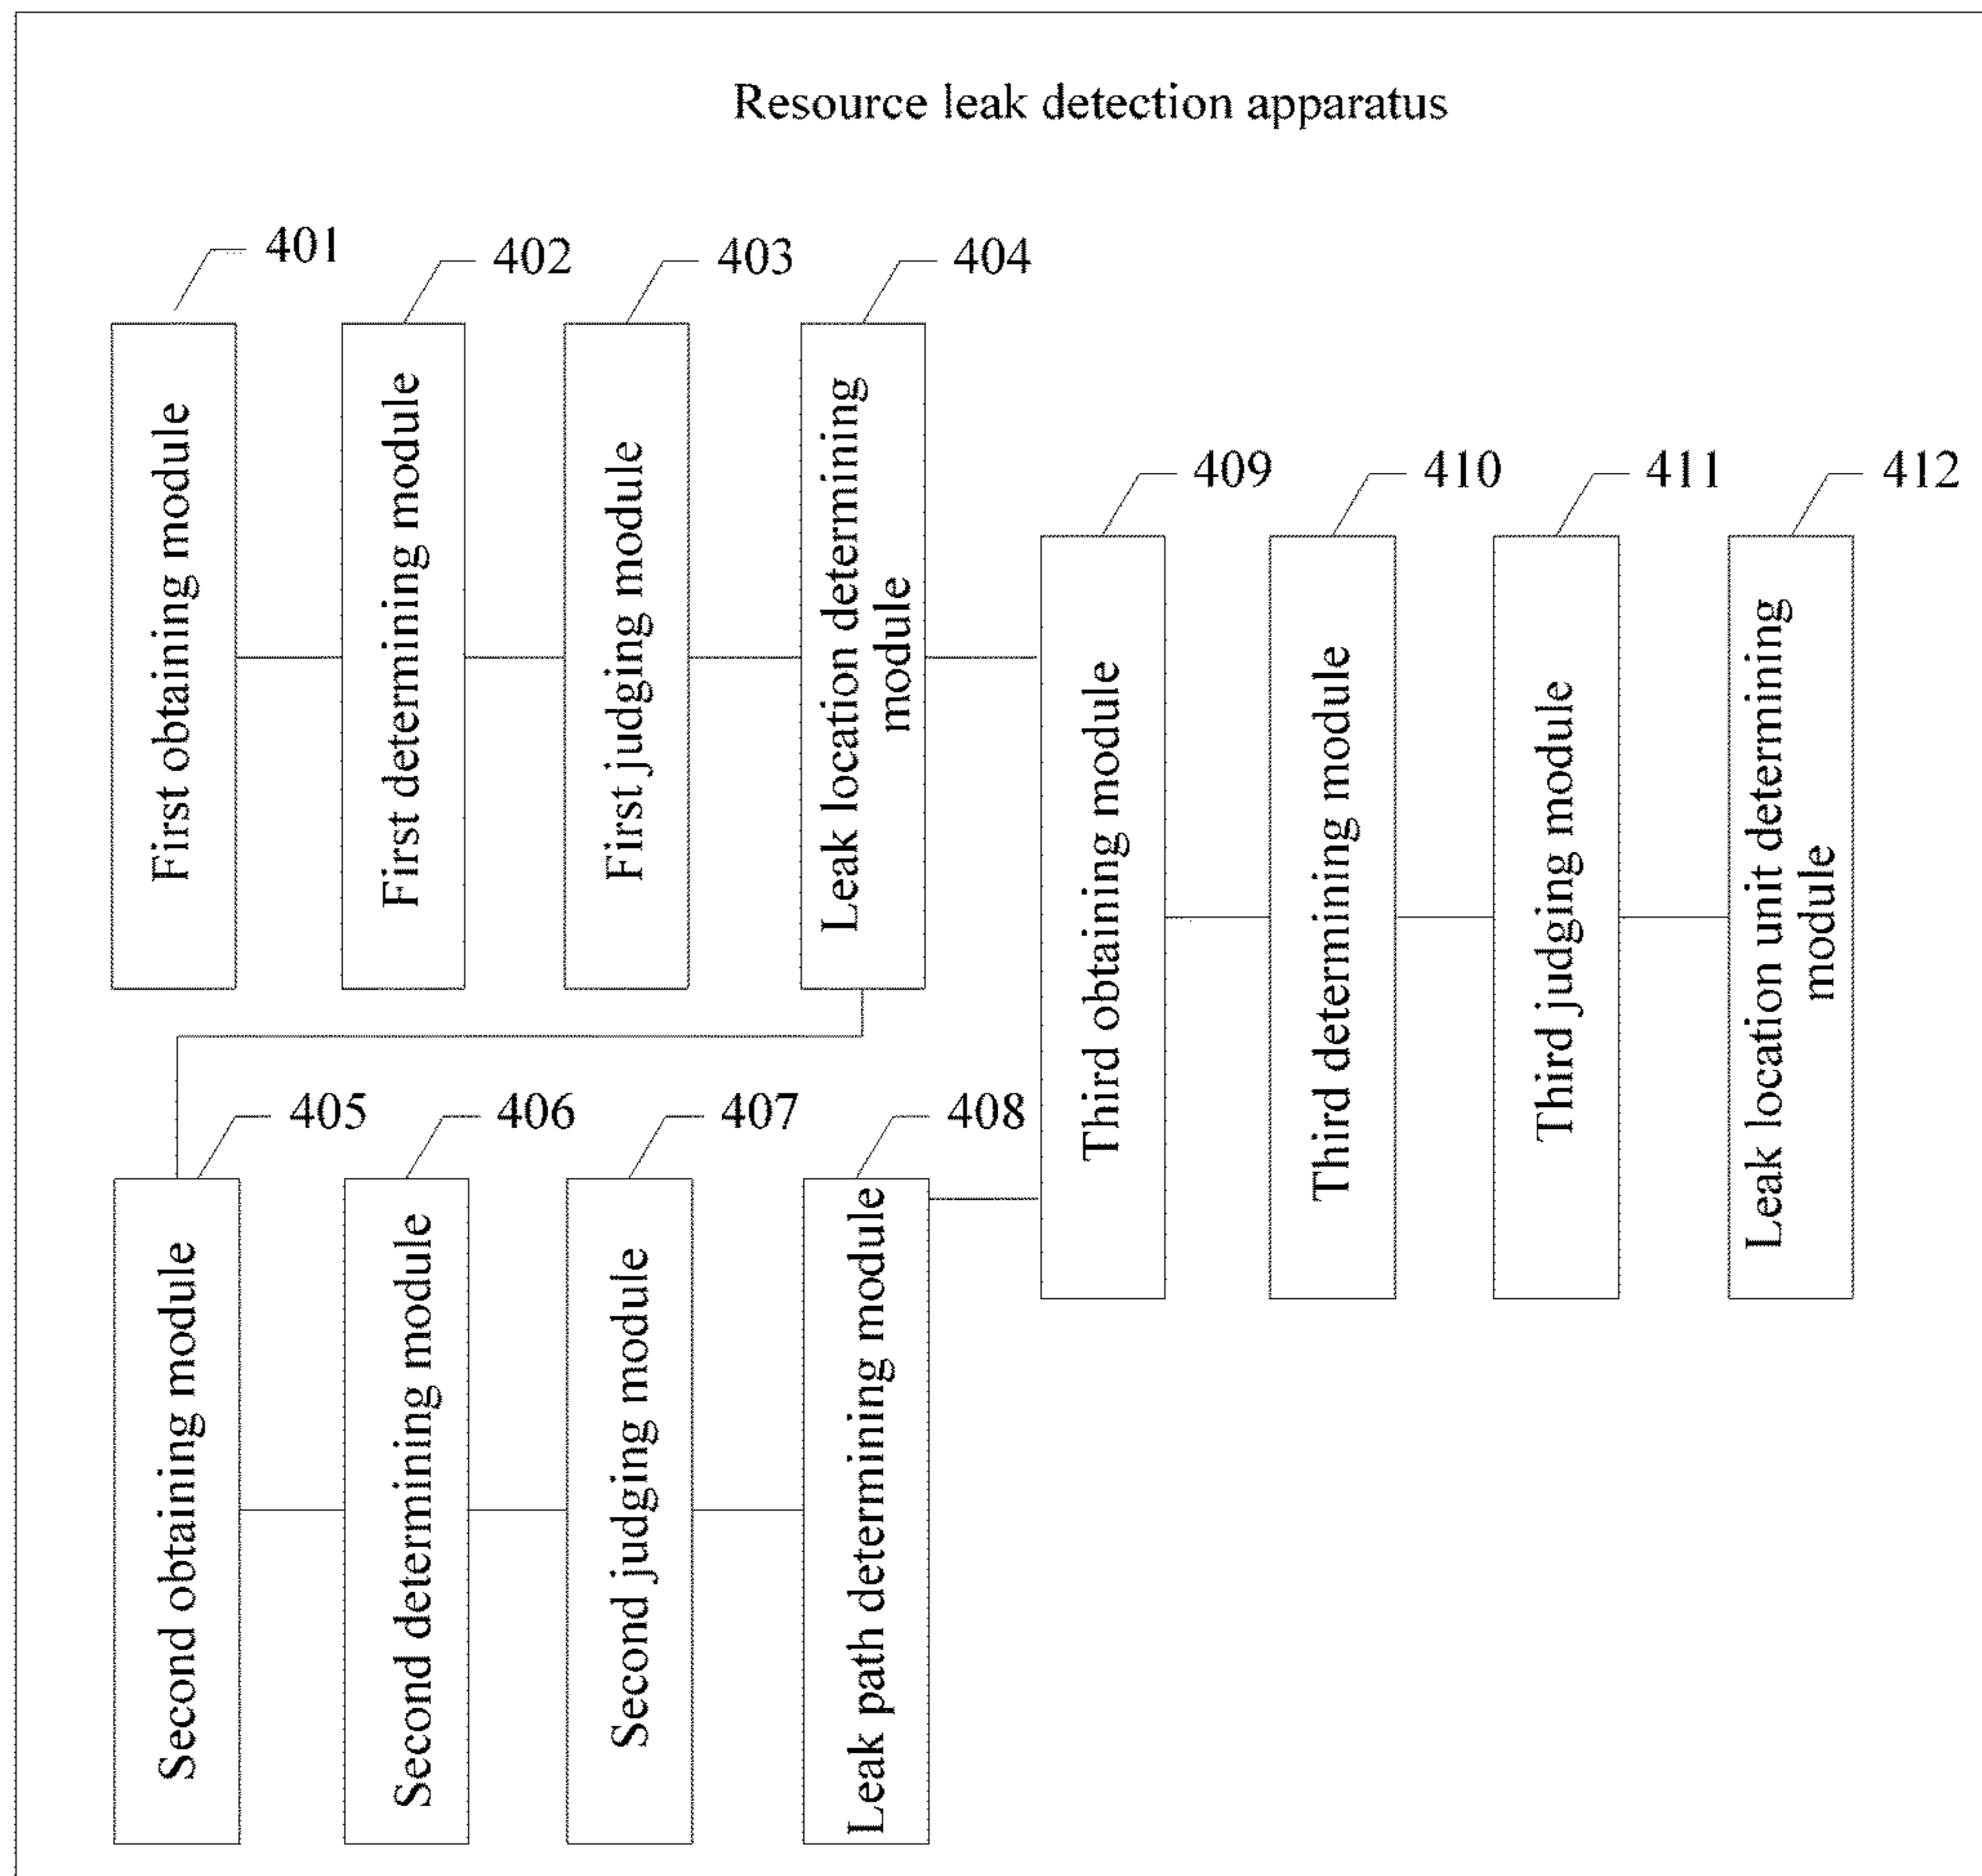 Resource leak detection apparatus
401
402
403
404
First obtaining module
First determining module
First judging module
Leak location determining
module
409
410
411
412
Third obtaining module
Third determining module
Third judging module
Leak location unit determining
module
405
406
407
408
Second obtaining module
Second determining module
Second judging module
Leak path determining module